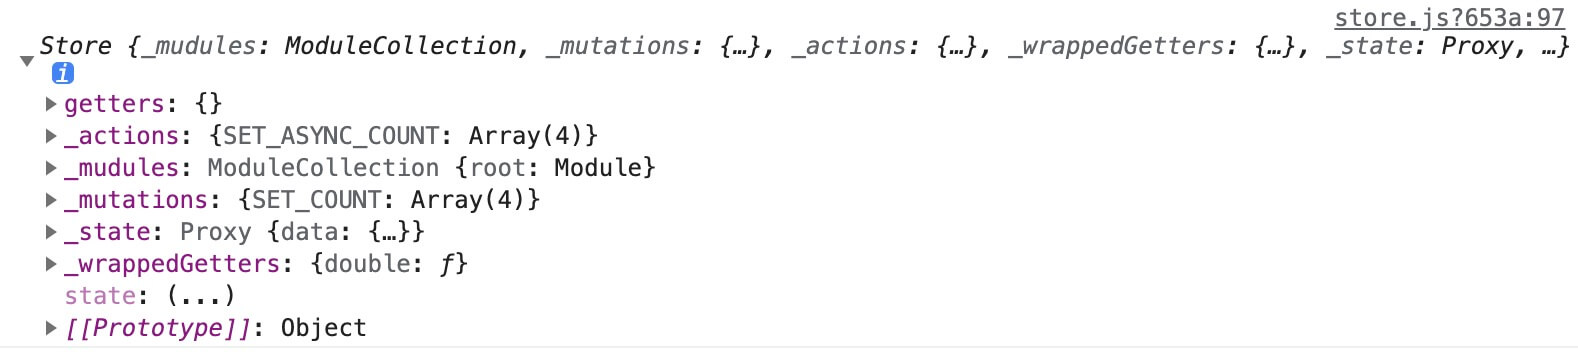 store.js?653a:97
Store {_mudules: ModuleCollection, _mutations: {…}, _actions: {…}, _wrappedGetters: {…}, _state: Proxy, …}
i
getters: {}
_actions: {SET_ASYNC_COUNT: Array(4)}
_mudules: ModuleCollection {root: Module}
_mutations: {SET_COUNT: Array(4)}
_state: Proxy {data: {…}}
_wrappedGetters: {double: ƒ}
state: (...)
[[Prototype]]: Object